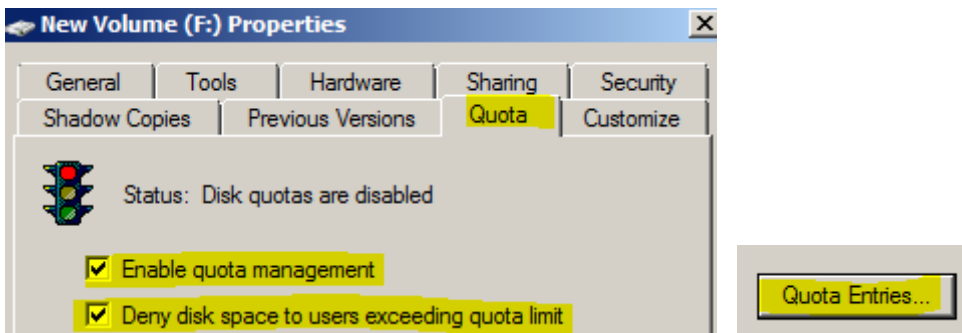 New Volume (F:) Properties
General Tools Hardware Sharing Security
Shadow Copies Previous Versions Quota Customize
Status: Disk quotas are disabled
Enable quota management
Deny disk space to users exceeding quota limit
Quota Entries...